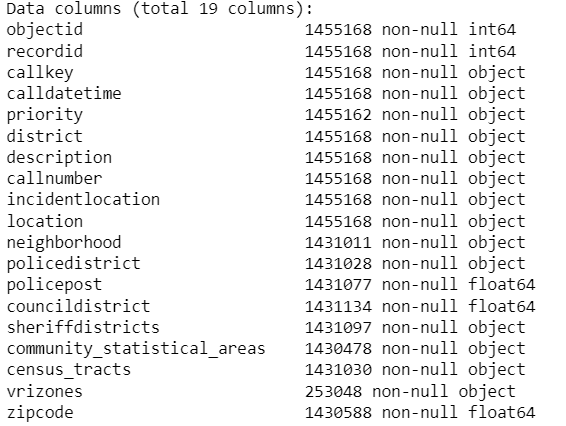 Data columns (total 19 columns):
objectid 1455168 non-null int64
recordid 1455168 non-null int64
callkey 1455168 non-null object
calldatetime 1455168 non-null object
priority 1455162 non-null object
district 1455168 non-null object
description 1455168 non-null object
callnumber 1455168 non-null object
incidentlocation 1455168 non-null object
location 1455168 non-null object
neighborhood 1431011 non-null object
policedistrict 1431028 non-null object
policepost 1431077 non-null float64
councildistrict 1431134 non-null float64
sheriffdistricts 1431097 non-null object
community_statistical_areas 1430478 non-null object
census_tracts 1431030 non-null object
vrizones 253048 non-null object
zipcode 1430588 non-null float64